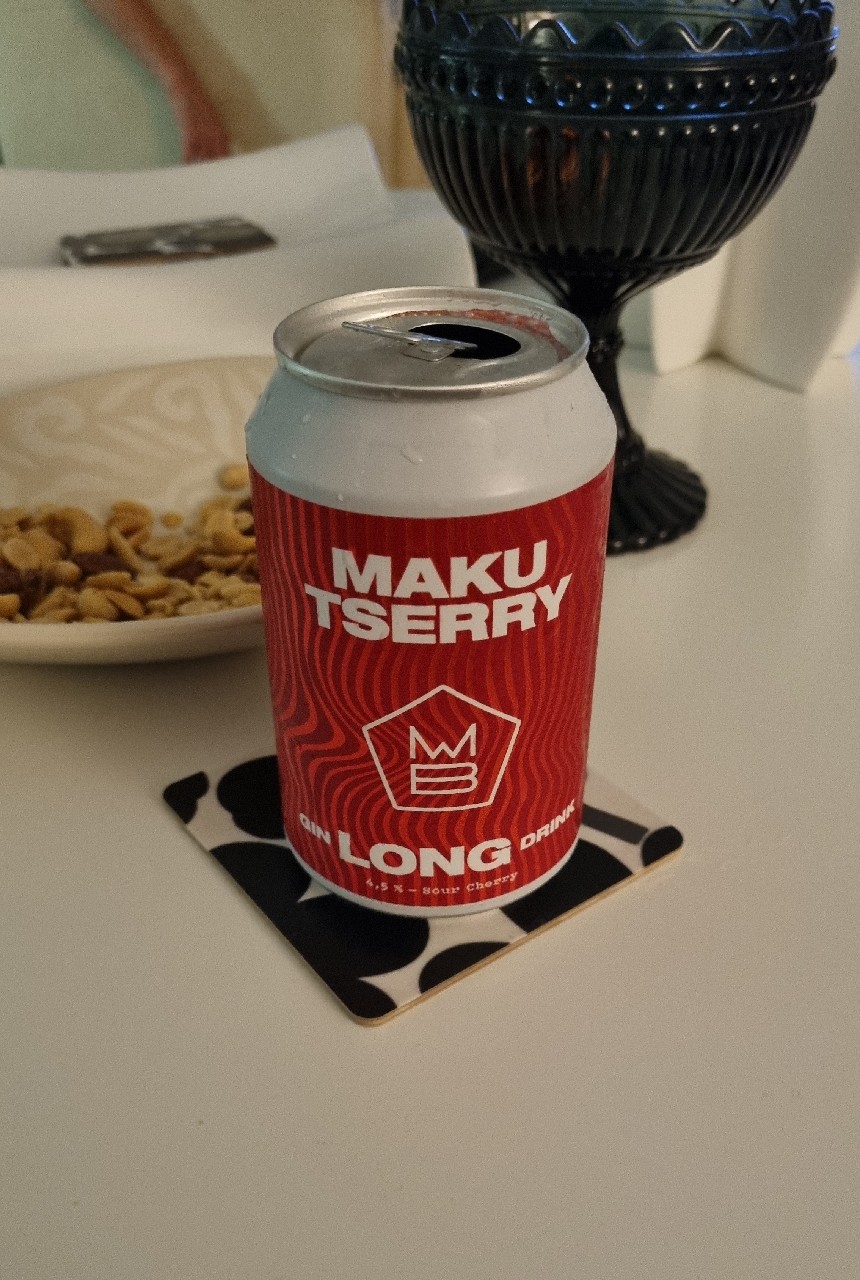 MAKU
TSERRY
MB
GIN LONG DRINK
4,5 % – Sour Cherry